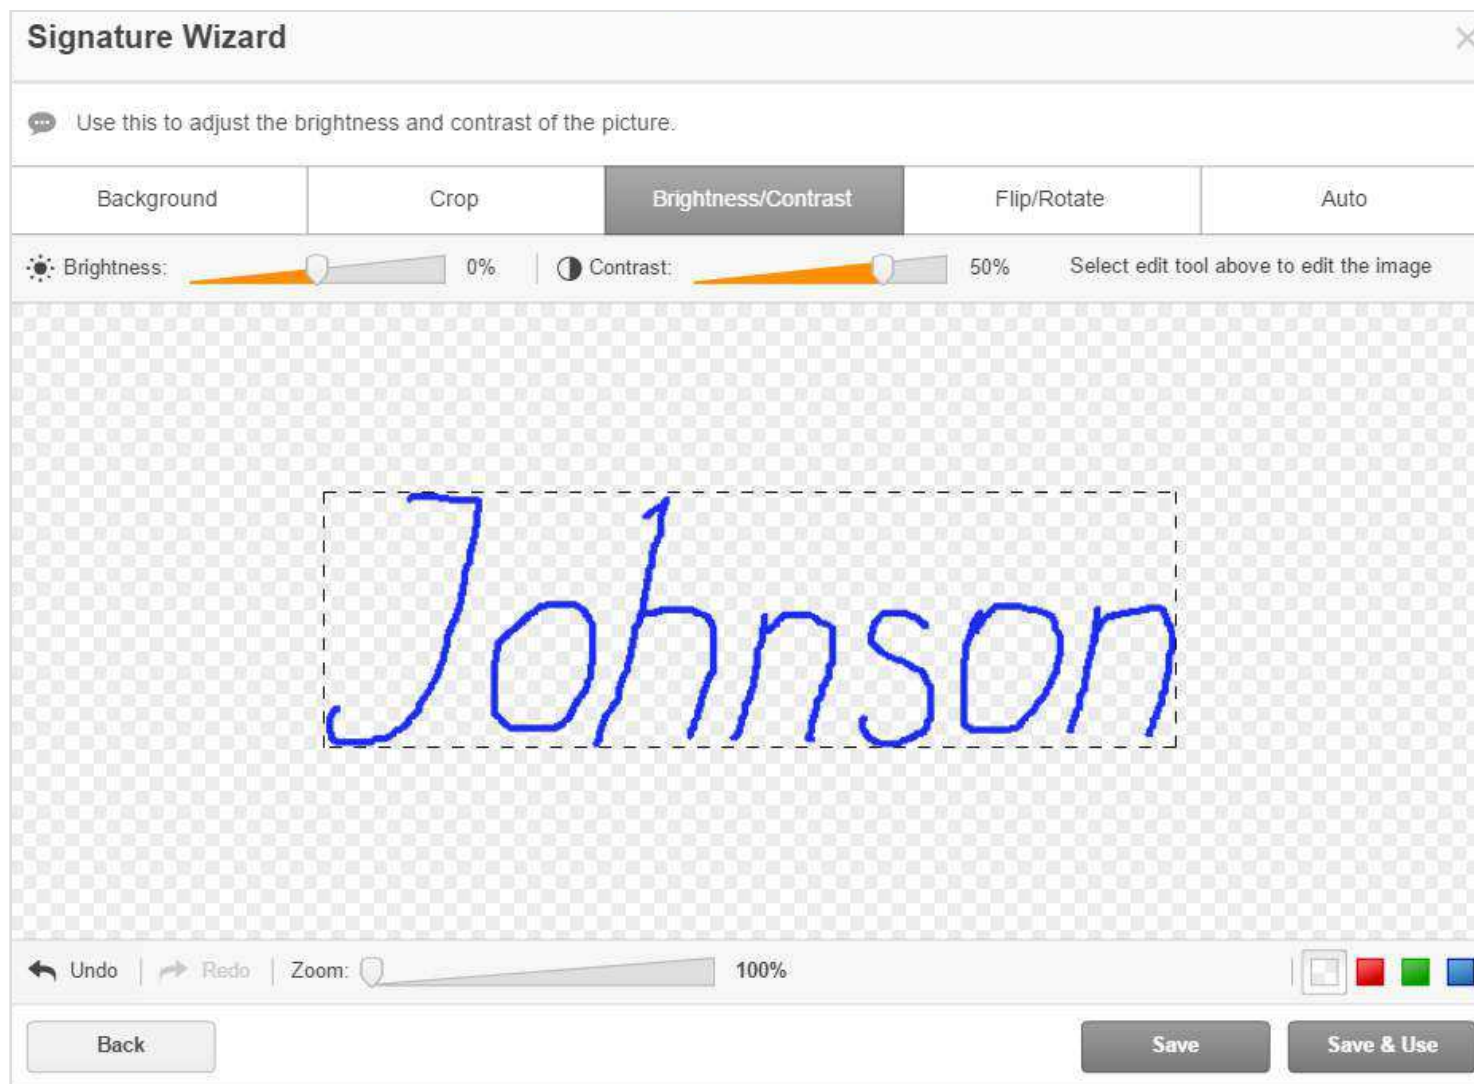 Signature Wizard
Use this to adjust the brightness and contrast of the picture.
Background Crop Brightness/Contrast Flip/Rotate Auto
Brightness: 0% Contrast: 50% Select edit tool above to edit the image
Johnson
Undo Redo Zoom: 100%
Back Save Save & Use